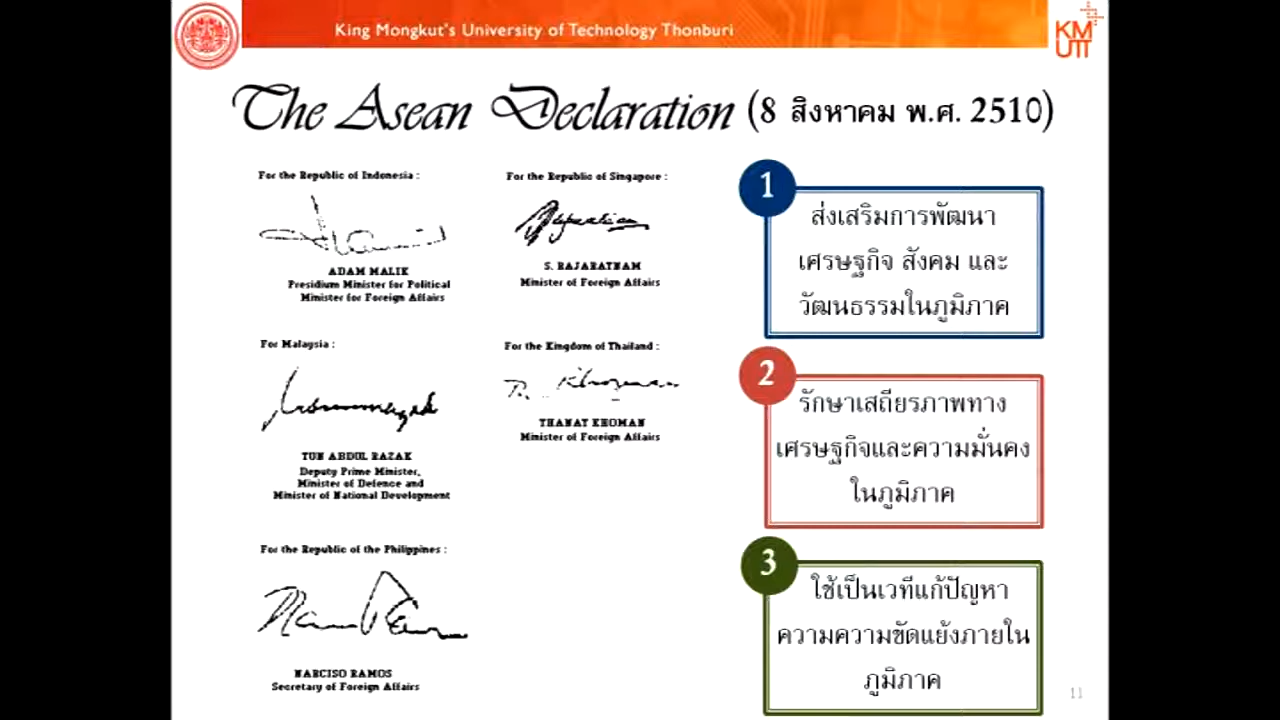 King Mongkut's University of Technology Thonburi
KM
UTT
The Asean Declaration (8 สิงหาคม พ.ศ. 2510)
For the Republic of Indonesia :
ADAM MALIK
Presidium Minister for Political
Minister for Foreign Affairs
For the Republic of Singapore :
S. RAJARATNAM
Minister of Foreign Affairs
For Malaysia :
TUN ABDUL RAZAK
Deputy Prime Minister,
Minister of Defence and
Minister of National Development
For the Kingdom of Thailand :
THANAT KHOMAN
Minister of Foreign Affairs
For the Republic of the Philippines :
NARCISO RAMOS
Secretary of Foreign Affairs
1
ส่งเสริมการพัฒนา
เศรษฐกิจ สังคม และ
วัฒนธรรมในภูมิภาค
2
รักษาเสถียรภาพทาง
เศรษฐกิจและความมั่นคง
ในภูมิภาค
3
ใช้เป็นเวทีแก้ปัญหา
ความความขัดแย้งภายใน
ภูมิภาค
11